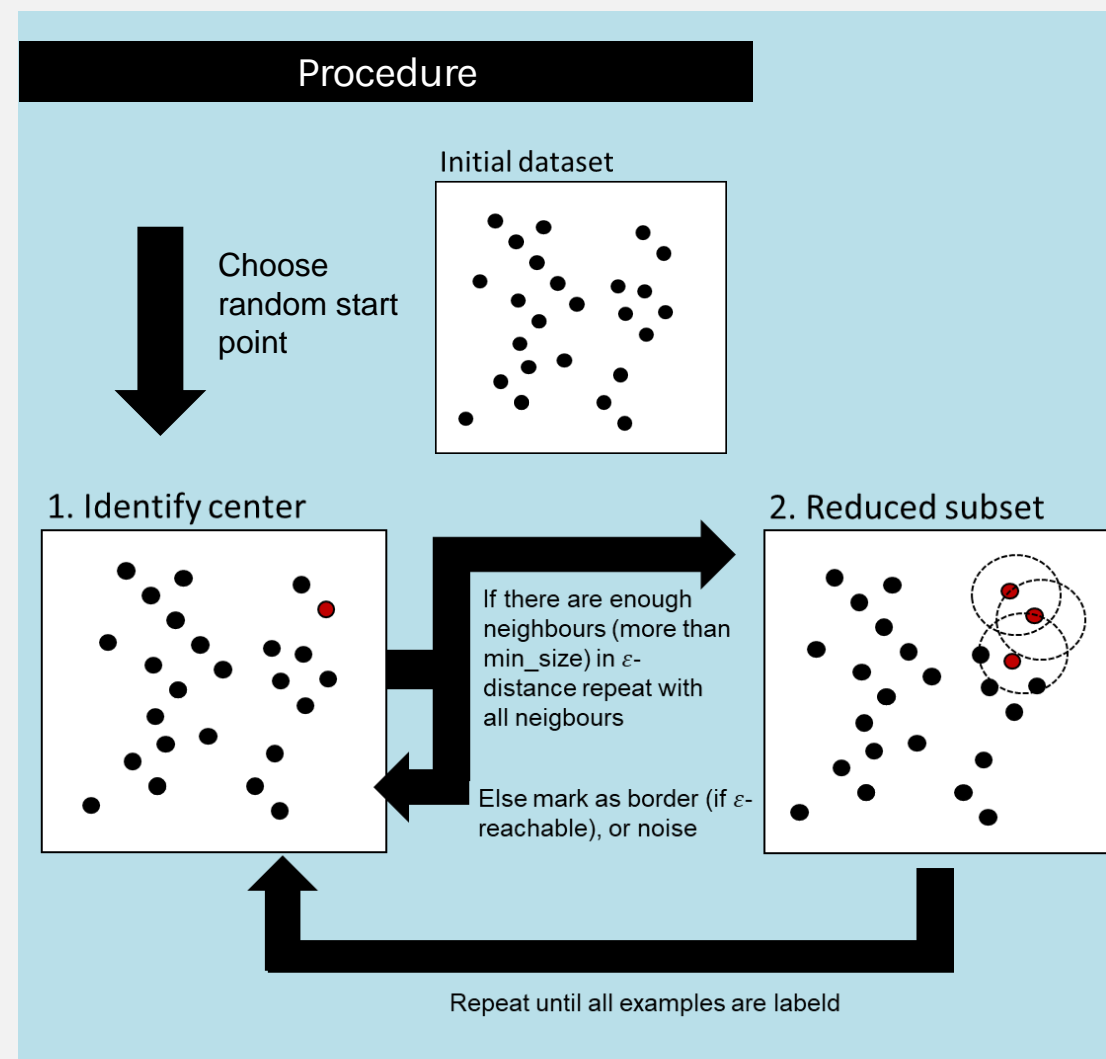 Procedure
Initial dataset
Choose
random start
point
1. Identify center
2. Reduced subset
If there are enough
neighbours (more than
min_size) in ε-
distance repeat with
all neigbours
Else mark as border (if ε-
reachable), or noise
Repeat until all examples are labeld